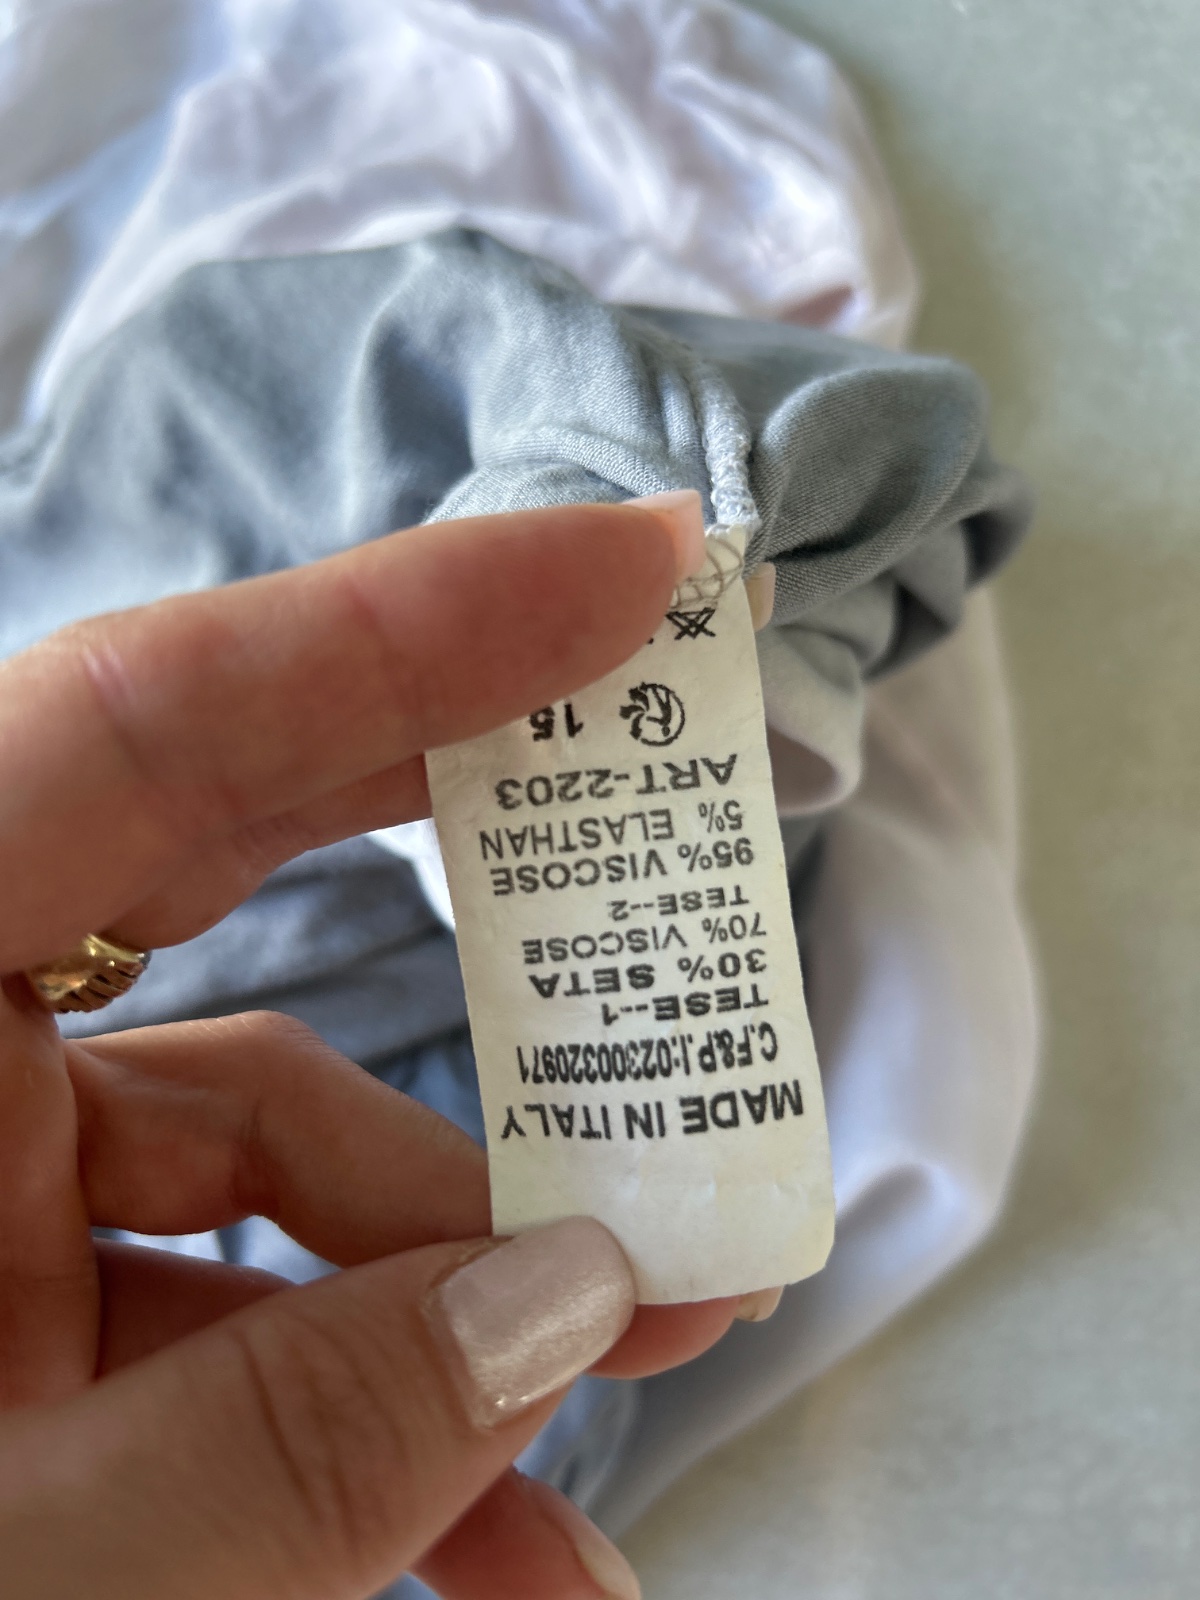 MADE IN ITALY
C.F&P.I:02300320971
TESE--1
30% SETA
70% VISCOSE
TESE--2
95% VISCOSE
5% ELASTHAN
ART-2203
15